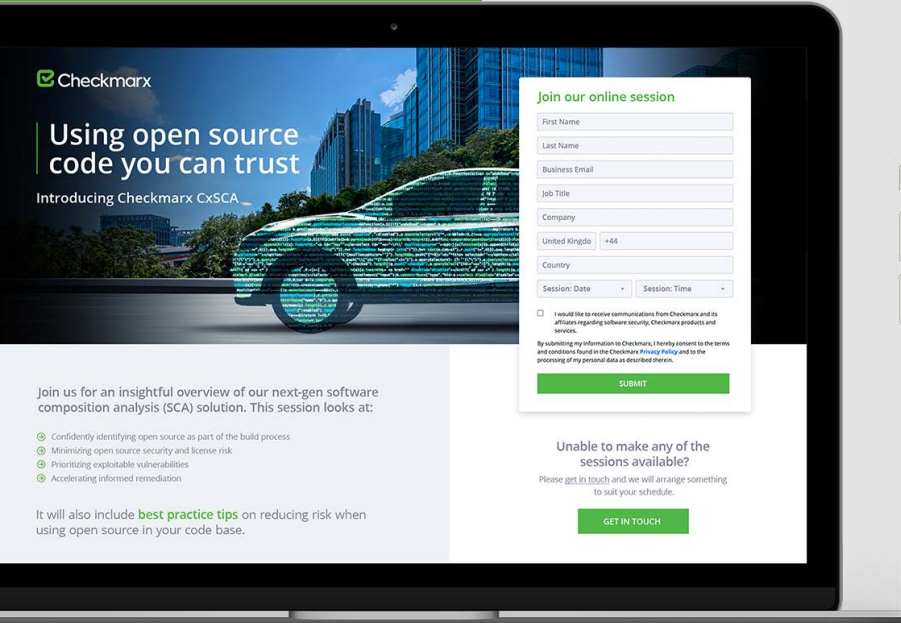 Checkmarx
Using open source
code you can trust
Introducing Checkmarx CxSCA
Join our online session
First Name
Last Name
Business Email
Job Title
Company
United Kingdo +44
Country
Session: Date Session: Time
I would like to receive communications from Checkmarx and its
affiliates regarding software security, Checkmarx products and
services.
By submitting my information to Checkmarx, I hereby consent to the terms
and conditions found in the Checkmarx Privacy Policy and to the
processing of my personal data as described therein.
SUBMIT
Join us for an insightful overview of our next-gen software
composition analysis (SCA) solution. This session looks at:
Confidently identifying open source as part of the build process
Minimizing open source security and license risk
Prioritizing exploitable vulnerabilities
Accelerating informed remediation
It will also include best practice tips on reducing risk when
using open source in your code base.
Unable to make any of the
sessions available?
Please get in touch and we will arrange something
to suit your schedule.
GET IN TOUCH